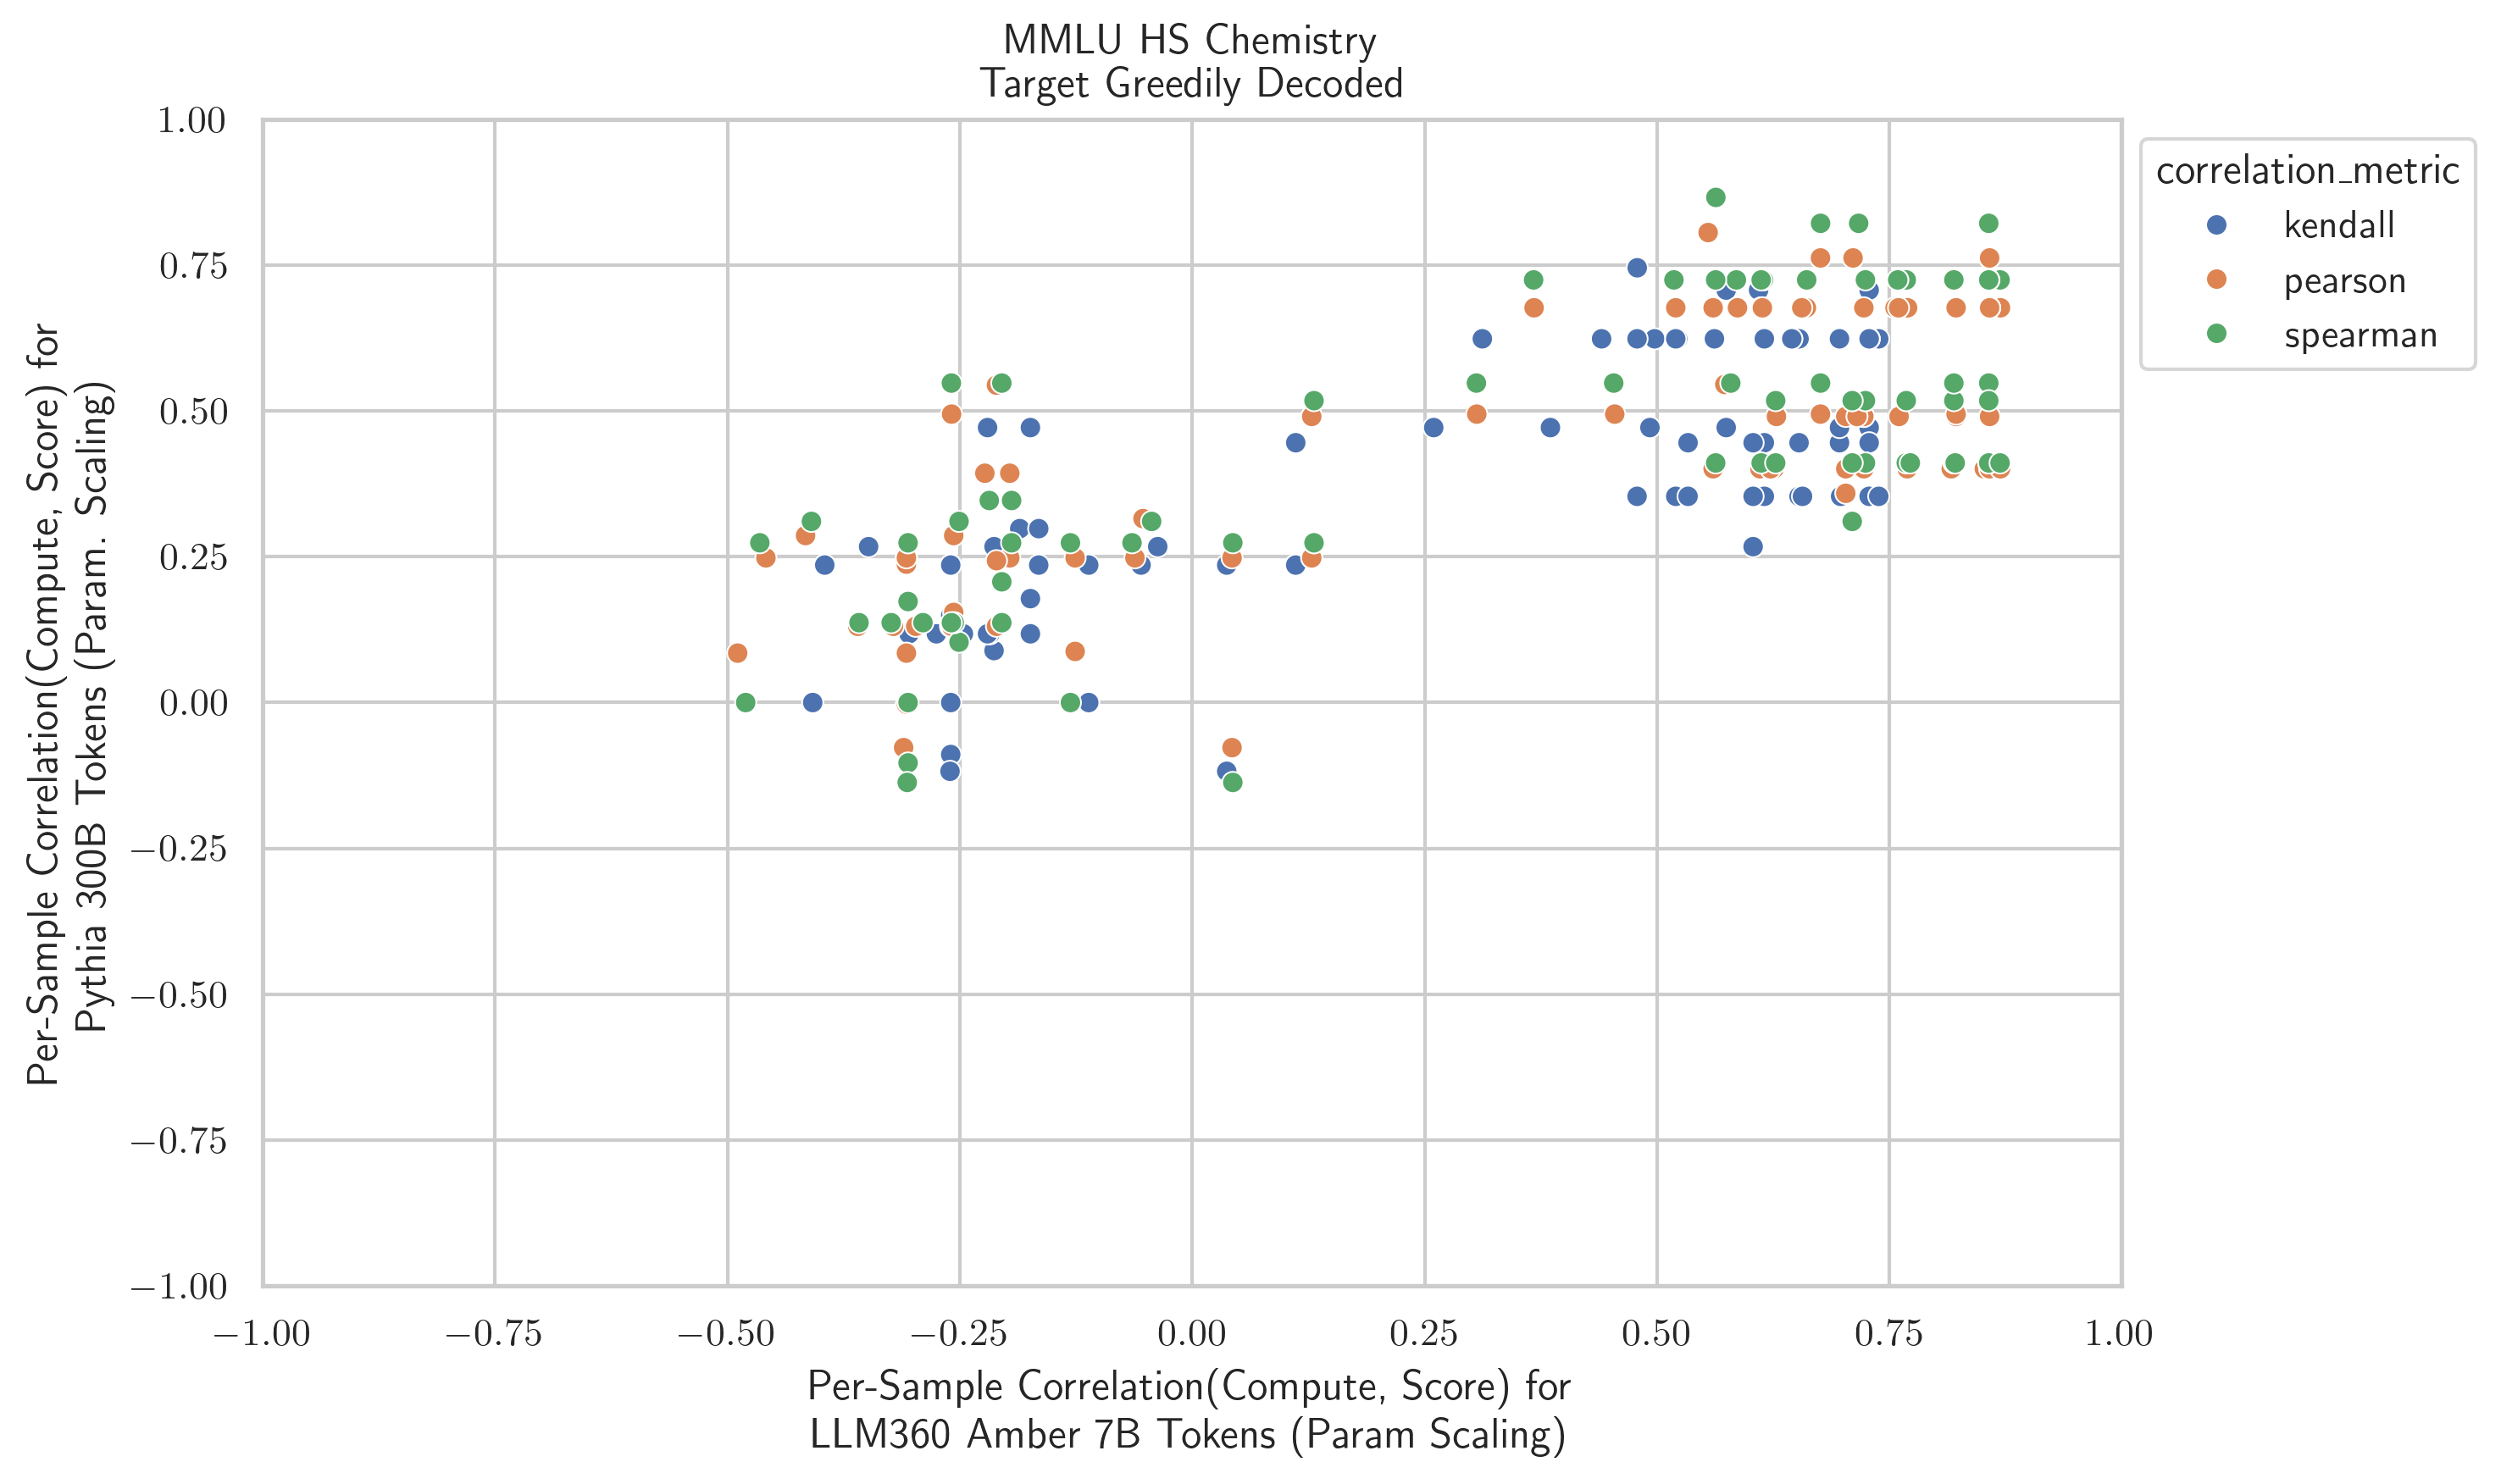 MMLU HS Chemistry
Target Greedily Decoded
Per-Sample Correlation(Compute, Score) for
Pythia 300B Tokens (Param. Scaling)
1.00
0.75
0.50
0.25
0.00
−0.25
−0.50
−0.75
−1.00
−1.00
−0.75
−0.50
−0.25
0.00
0.25
0.50
0.75
1.00
Per-Sample Correlation(Compute, Score) for
LLM360 Amber 7B Tokens (Param Scaling)
correlation_metric
kendall
pearson
spearman